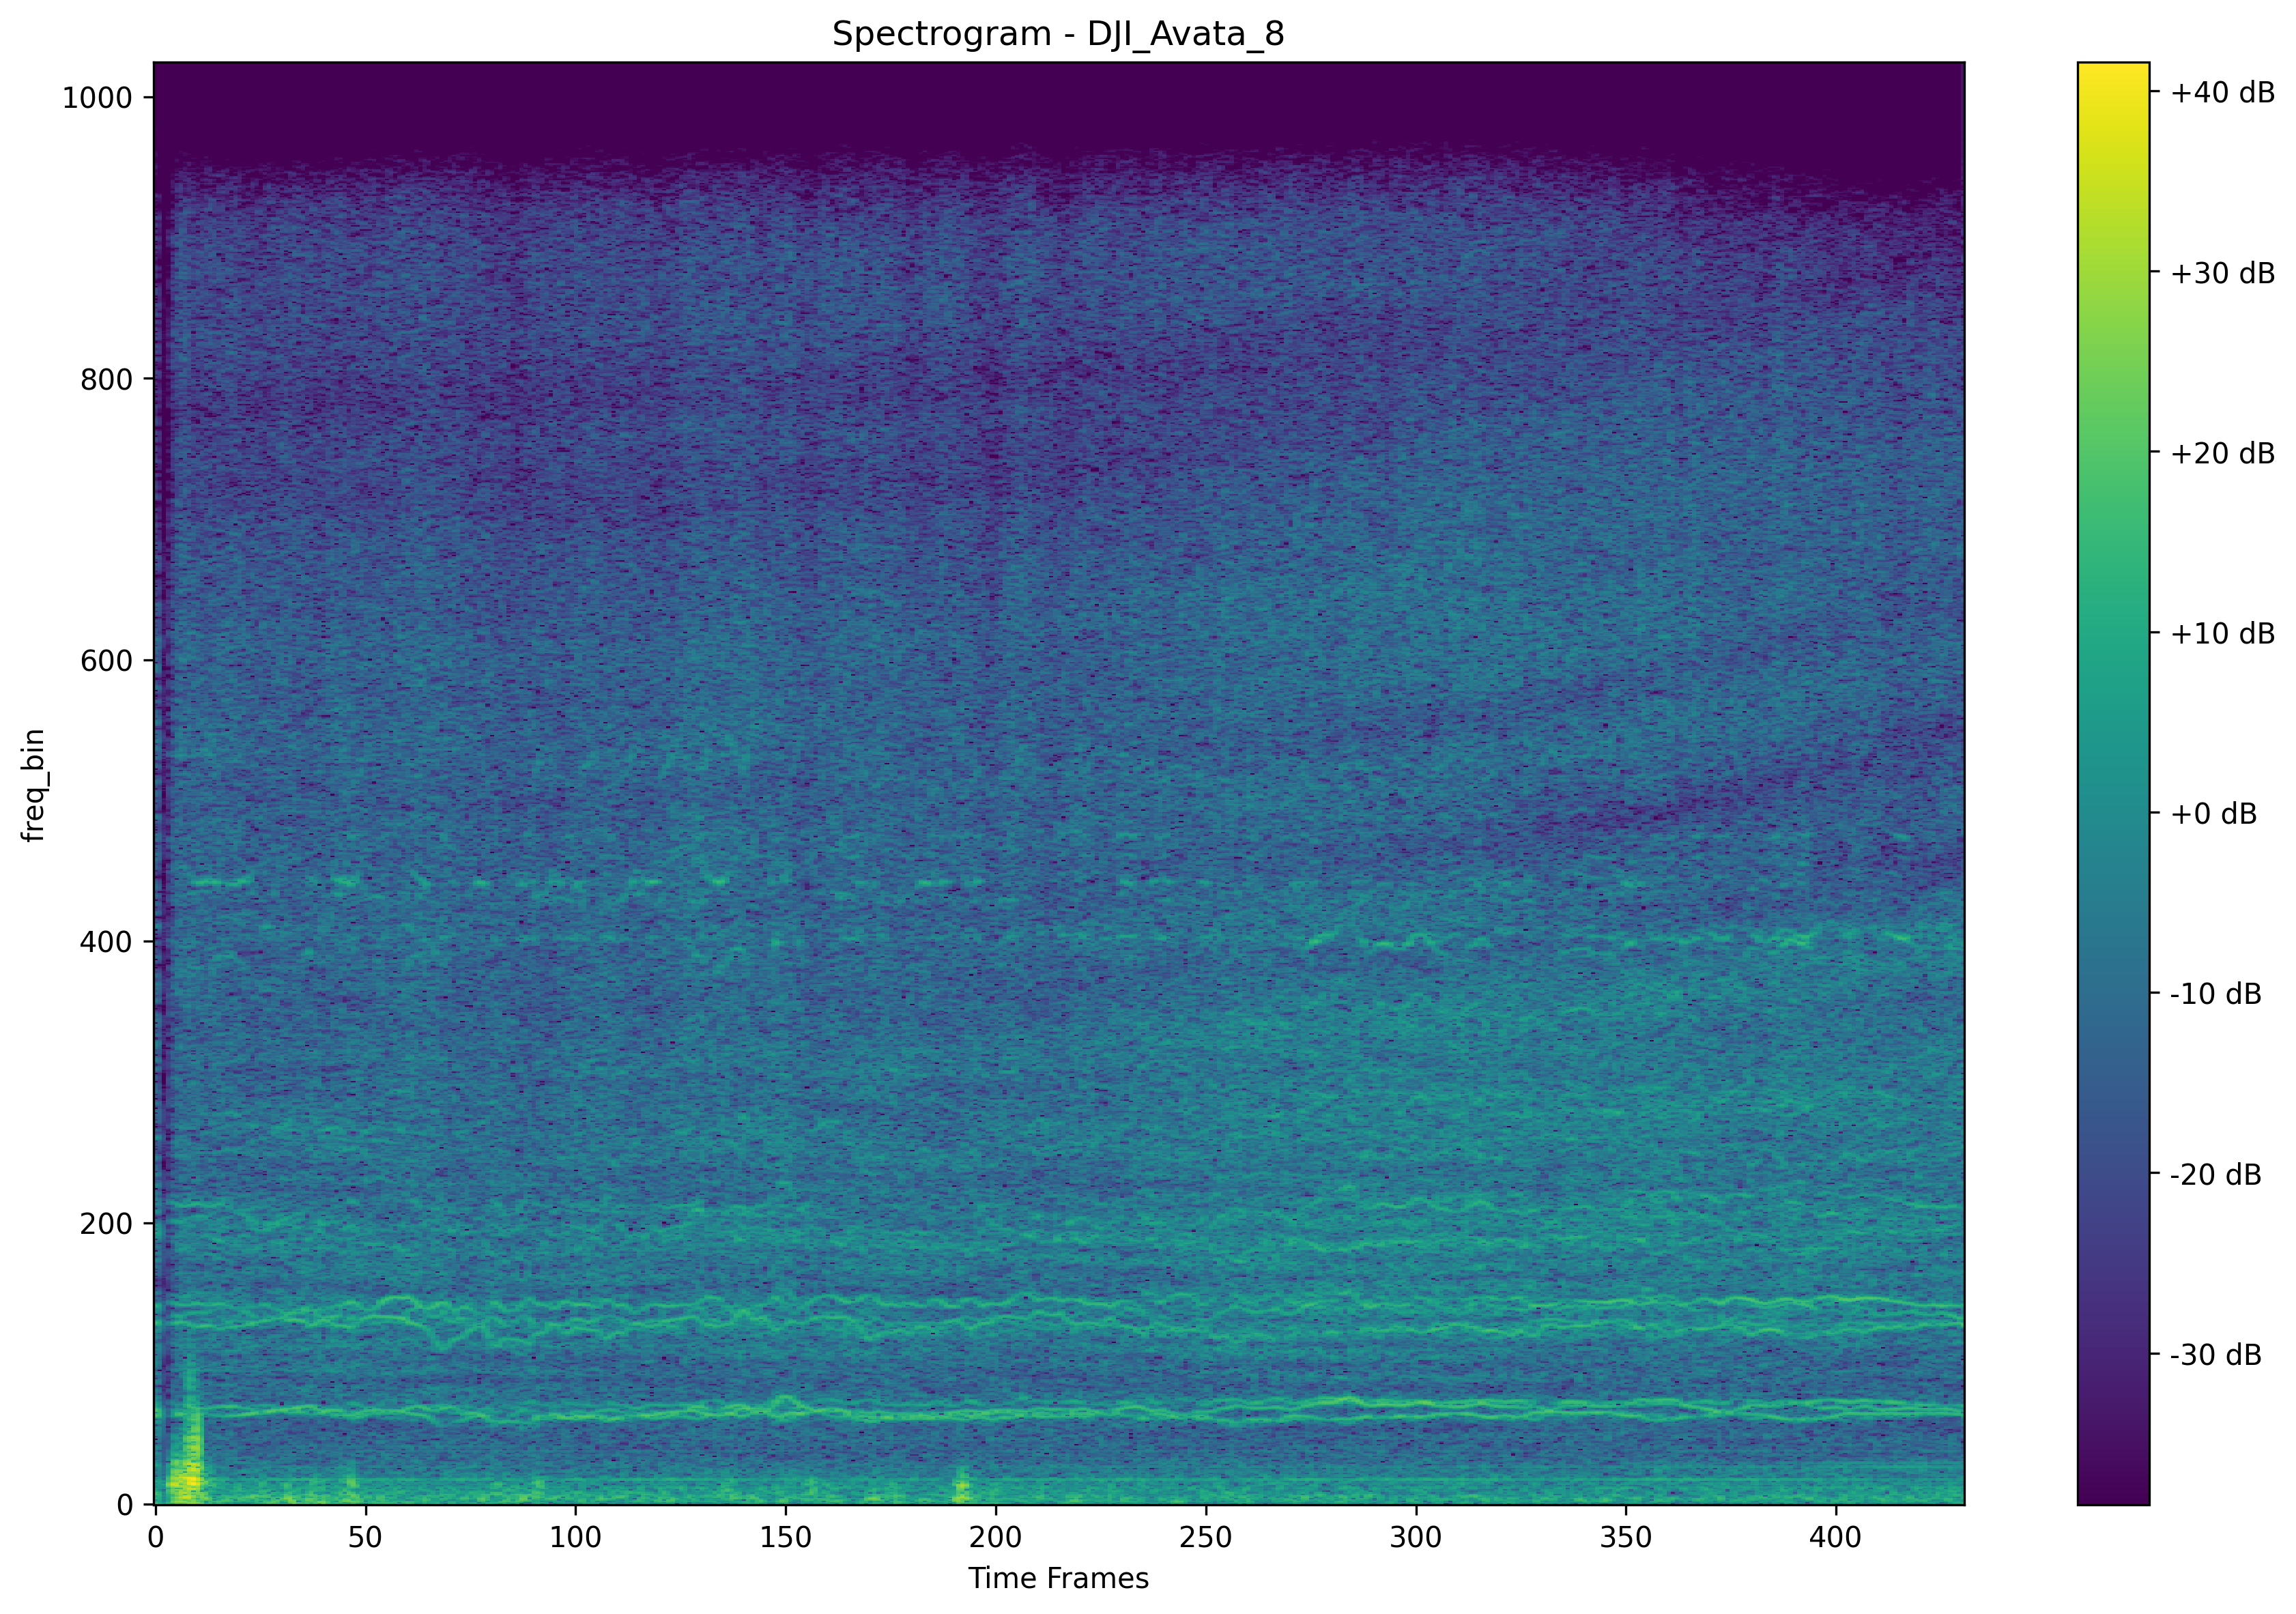 Spectrogram - DJI_Avata_8
1000
800
600
400
200
0
freq_bin
0 50 100 150 200 250 300 350 400
Time Frames
+40 dB
+30 dB
+20 dB
+10 dB
+0 dB
-10 dB
-20 dB
-30 dB